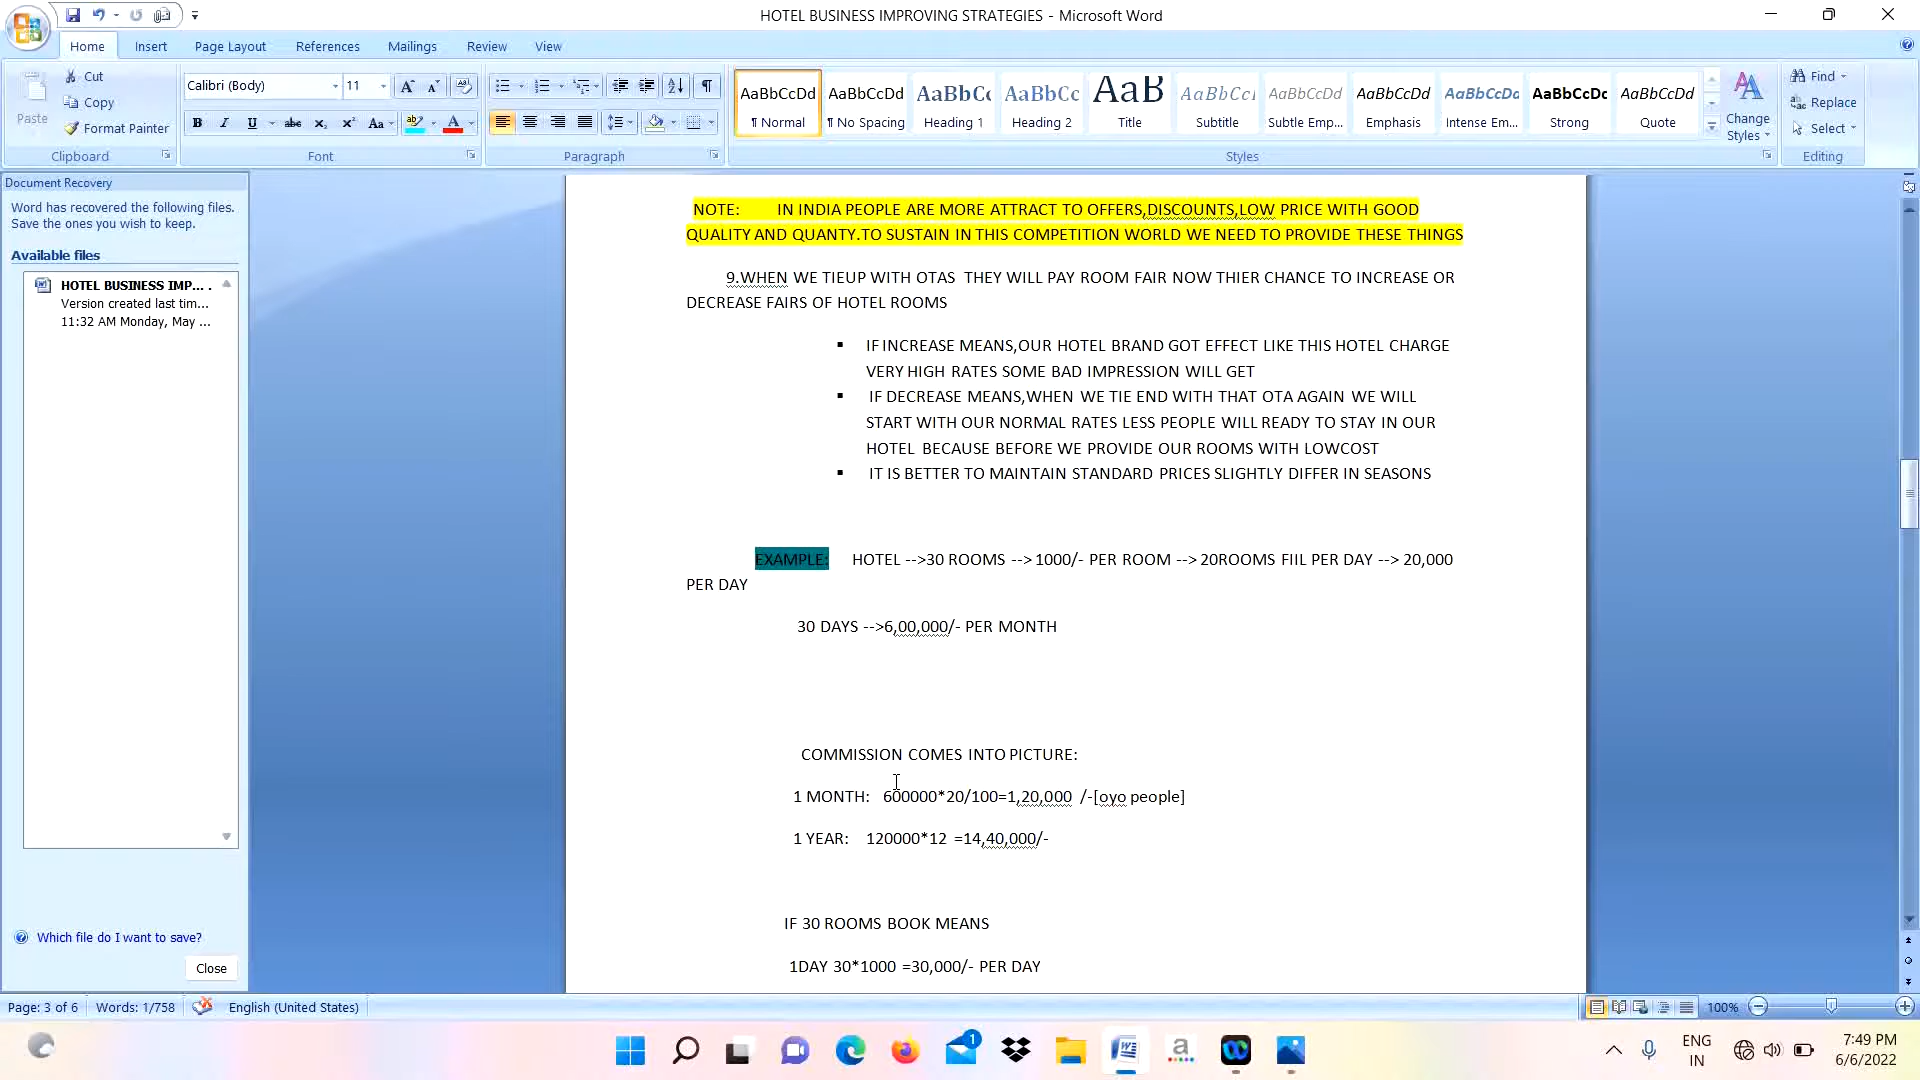 HOTEL BUSINESS IMPROVING STRATEGIES - Microsoft Word
Home Insert Page Layout References Mailings Review View
Paste
Cut
Copy
Format Painter
Clipboard
Calibri (Body) 11
Font
Paragraph
AaBbCcDd AaBbCcDd AaBbCc AaBbCc AaB AaBbCcI AaBbCcDd AaBbCcDd AaBbCcDd AaBbCcDc AaBbCcDd
¶ Normal ¶ No Spacing Heading 1 Heading 2 Title Subtitle Subtle Emp... Emphasis Intense Em... Strong Quote
Change Styles
Styles
Find
Replace
Select
Editing
Document Recovery
Word has recovered the following files.
Save the ones you wish to keep.
Available files
HOTEL BUSINESS IMP... .
Version created last tim...
11:32 AM Monday, May ...
Which file do I want to save?
Close
NOTE: IN INDIA PEOPLE ARE MORE ATTRACT TO OFFERS,DISCOUNTS,LOW PRICE WITH GOOD
QUALITY AND QUANTY.TO SUSTAIN IN THIS COMPETITION WORLD WE NEED TO PROVIDE THESE THINGS
9.WHEN WE TIEUP WITH OTAS THEY WILL PAY ROOM FAIR NOW THIER CHANCE TO INCREASE OR
DECREASE FAIRS OF HOTEL ROOMS
▪ IF INCREASE MEANS,OUR HOTEL BRAND GOT EFFECT LIKE THIS HOTEL CHARGE
VERY HIGH RATES SOME BAD IMPRESSION WILL GET
▪ IF DECREASE MEANS,WHEN WE TIE END WITH THAT OTA AGAIN WE WILL
START WITH OUR NORMAL RATES LESS PEOPLE WILL READY TO STAY IN OUR
HOTEL BECAUSE BEFORE WE PROVIDE OUR ROOMS WITH LOWCOST
▪ IT IS BETTER TO MAINTAIN STANDARD PRICES SLIGHTLY DIFFER IN SEASONS
EXAMPLE: HOTEL -->30 ROOMS --> 1000/- PER ROOM --> 20ROOMS FIIL PER DAY --> 20,000
PER DAY
30 DAYS -->6,00,000/- PER MONTH
COMMISSION COMES INTO PICTURE:
1 MONTH: 600000*20/100=1,20,000 /-[oyo people]
1 YEAR: 120000*12 =14,40,000/-
IF 30 ROOMS BOOK MEANS
1DAY 30*1000 =30,000/- PER DAY
Page: 3 of 6 Words: 1/758 English (United States) 100%
1
ENG
IN
7:49 PM
6/6/2022